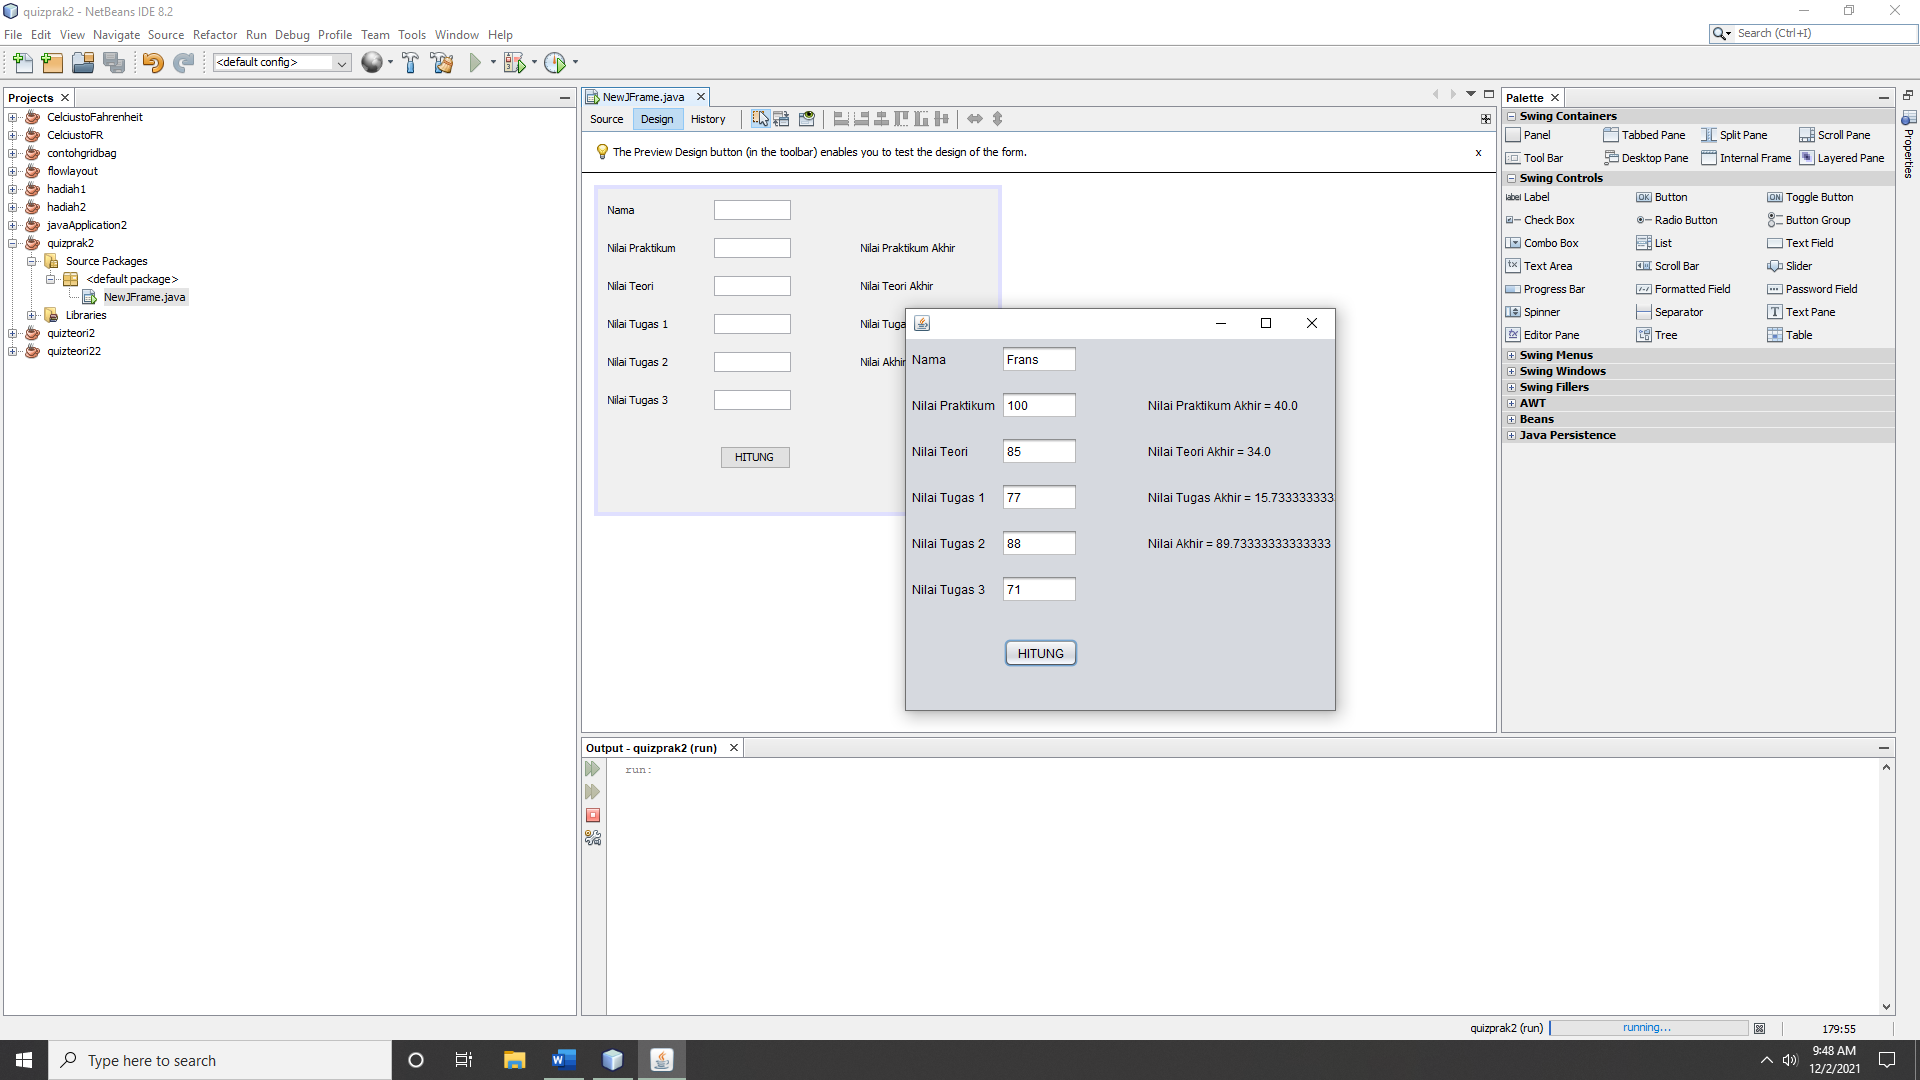 quizprak2 - NetBeans IDE 8.2
File Edit View Navigate Source Refactor Run Debug Profile Team Tools Window Help
Search (Ctrl+I)
<default config>
Projects
CelciustoFahrenheit
CelciustoFR
contohgridbag
flowlayout
hadiah1
hadiah2
javaApplication2
quizprak2
Source Packages
<default package>
NewJFrame.java
Libraries
quizteori2
quizteori22
NewJFrame.java
Source Design History
The Preview Design button (in the toolbar) enables you to test the design of the form.
x
Nama
Nilai Praktikum Nilai Praktikum Akhir
Nilai Teori Nilai Teori Akhir
Nilai Tugas 1 Nilai Tuga
Nilai Tugas 2 Nilai Akhir
Nilai Tugas 3
HITUNG
Nama Frans
Nilai Praktikum 100 Nilai Praktikum Akhir = 40.0
Nilai Teori 85 Nilai Teori Akhir = 34.0
Nilai Tugas 1 77 Nilai Tugas Akhir = 15.733333333
Nilai Tugas 2 88 Nilai Akhir = 89.73333333333333
Nilai Tugas 3 71
HITUNG
Palette
Swing Containers
Panel Tabbed Pane Split Pane Scroll Pane
Tool Bar Desktop Pane Internal Frame Layered Pane
Swing Controls
label Label OK Button ON Toggle Button
Check Box Radio Button Button Group
Combo Box List Text Field
Text Area Scroll Bar Slider
Progress Bar Formatted Field Password Field
Spinner Separator Text Pane
Editor Pane Tree Table
Swing Menus
Swing Windows
Swing Fillers
AWT
Beans
Java Persistence
Properties
Output - quizprak2 (run)
run:
quizprak2 (run) running... 179:55
Type here to search
9:48 AM
12/2/2021